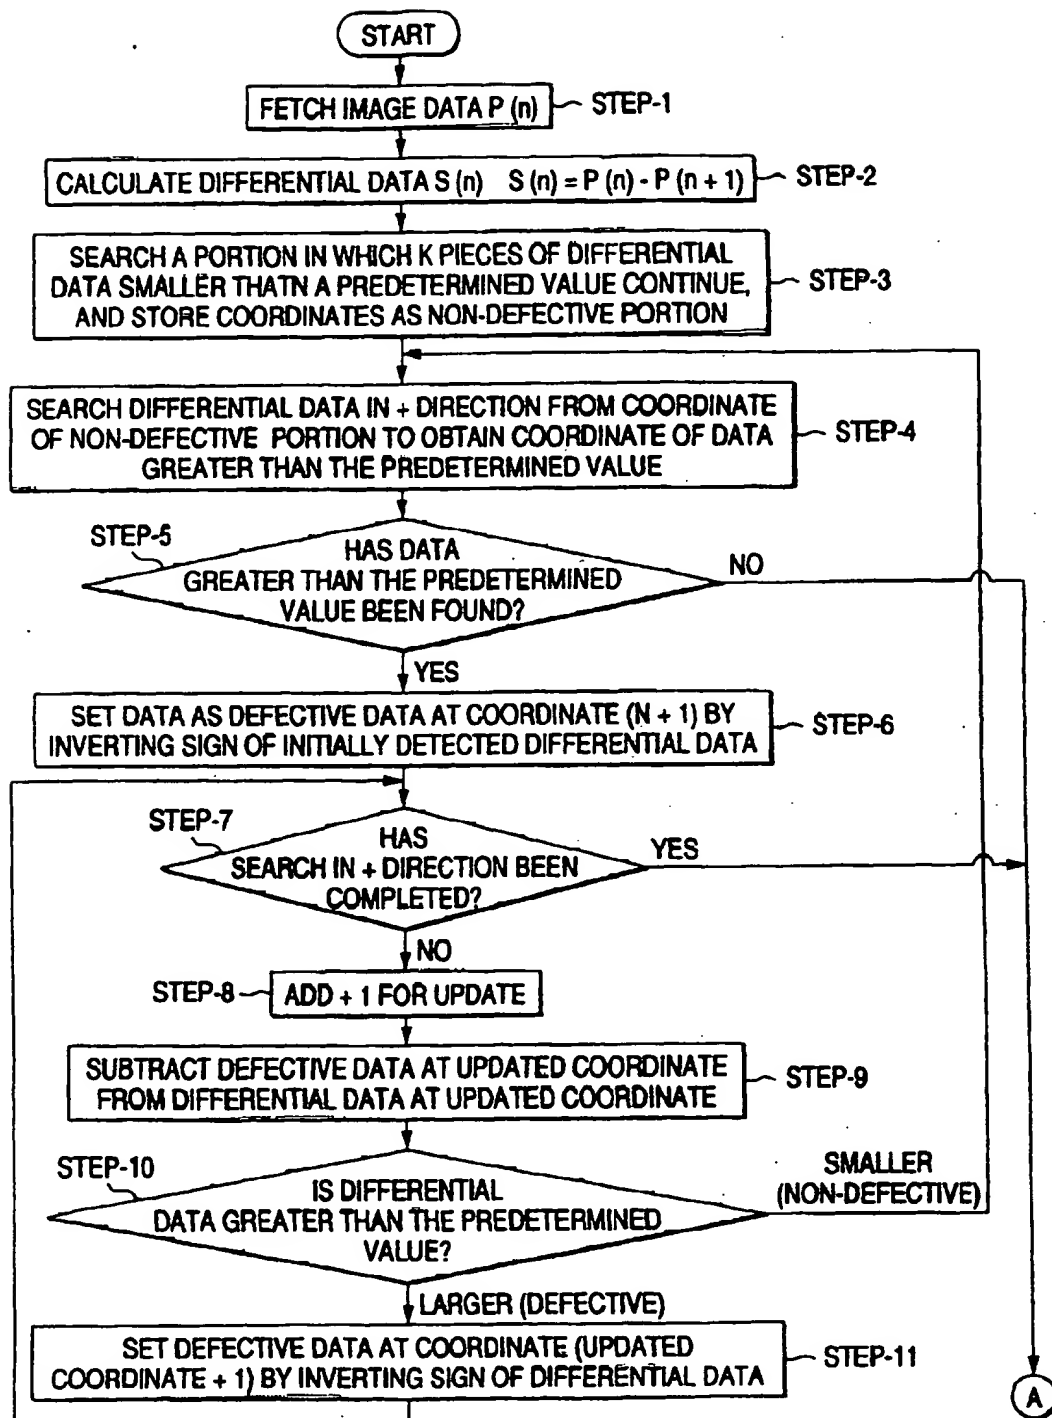 START
FETCH IMAGE DATA P (n)
STEP-1
CALCULATE DIFFERENTIAL DATA S (n) S (n) = P (n) - P (n + 1)
STEP-2
SEARCH A PORTION IN WHICH K PIECES OF DIFFERENTIAL
DATA SMALLER THATN A PREDETERMINED VALUE CONTINUE,
AND STORE COORDINATES AS NON-DEFECTIVE PORTION
STEP-3
SEARCH DIFFERENTIAL DATA IN + DIRECTION FROM COORDINATE
OF NON-DEFECTIVE PORTION TO OBTAIN COORDINATE OF DATA
GREATER THAN THE PREDETERMINED VALUE
STEP-4
STEP-5
HAS DATA
GREATER THAN THE PREDETERMINED
VALUE BEEN FOUND?
NO
YES
SET DATA AS DEFECTIVE DATA AT COORDINATE (N + 1) BY
INVERTING SIGN OF INITIALLY DETECTED DIFFERENTIAL DATA
STEP-6
STEP-7
HAS
SEARCH IN + DIRECTION BEEN
COMPLETED?
YES
NO
STEP-8
ADD + 1 FOR UPDATE
SUBTRACT DEFECTIVE DATA AT UPDATED COORDINATE
FROM DIFFERENTIAL DATA AT UPDATED COORDINATE
STEP-9
STEP-10
IS DIFFERENTIAL
DATA GREATER THAN THE PREDETERMINED
VALUE?
SMALLER
(NON-DEFECTIVE)
LARGER (DEFECTIVE)
SET DEFECTIVE DATA AT COORDINATE (UPDATED
COORDINATE + 1) BY INVERTING SIGN OF DIFFERENTIAL DATA
STEP-11
A